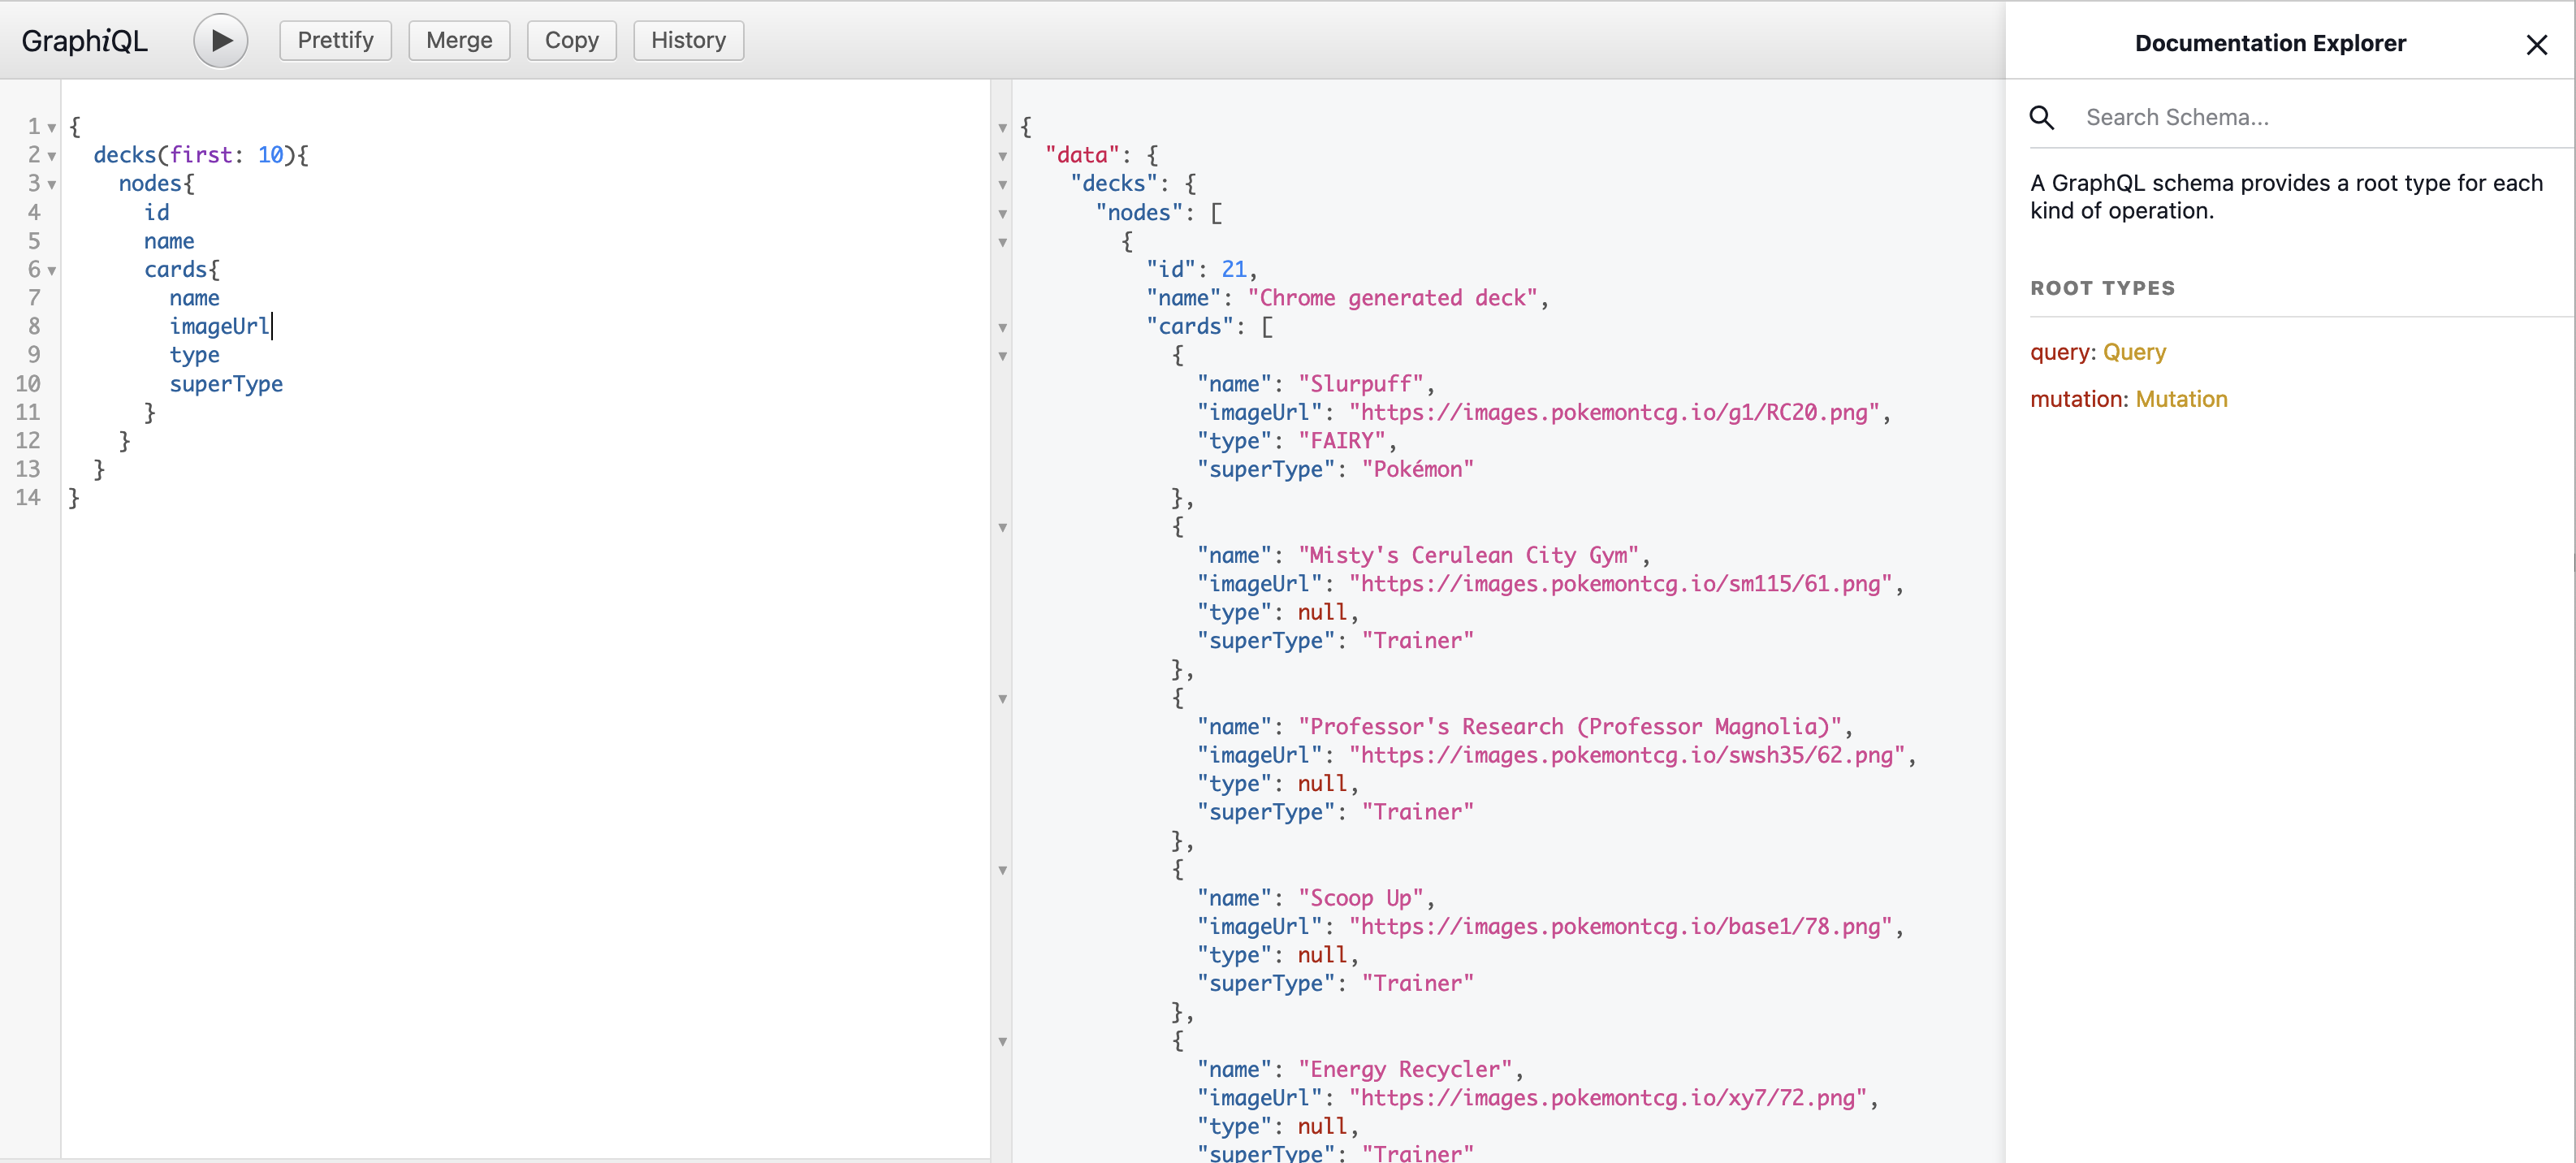 GraphiQL Prettify Merge Copy History
1 {
2 decks(first: 10){
3 nodes{
4 id
5 name
6 cards{
7 name
8 imageUrl
9 type
10 superType
11 }
12 }
13 }
14 }
{
"data": {
"decks": {
"nodes": [
{
"id": 21,
"name": "Chrome generated deck",
"cards": [
{
"name": "Slurpuff",
"imageUrl": "https://images.pokemontcg.io/g1/RC20.png",
"type": "FAIRY",
"superType": "Pokémon"
},
{
"name": "Misty's Cerulean City Gym",
"imageUrl": "https://images.pokemontcg.io/sm115/61.png",
"type": null,
"superType": "Trainer"
},
{
"name": "Professor's Research (Professor Magnolia)",
"imageUrl": "https://images.pokemontcg.io/swsh35/62.png",
"type": null,
"superType": "Trainer"
},
{
"name": "Scoop Up",
"imageUrl": "https://images.pokemontcg.io/base1/78.png",
"type": null,
"superType": "Trainer"
},
{
"name": "Energy Recycler",
"imageUrl": "https://images.pokemontcg.io/xy7/72.png",
"type": null,
"superType": "Trainer"
Documentation Explorer
Search Schema...
A GraphQL schema provides a root type for each
kind of operation.
ROOT TYPES
query: Query
mutation: Mutation